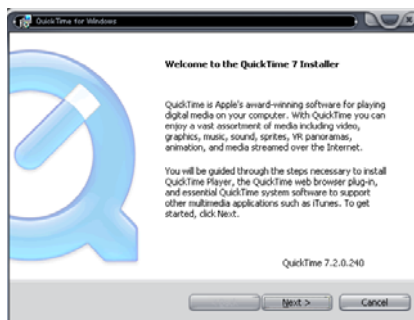 QuickTime for Windows
Welcome to the QuickTime 7 Installer
QuickTime is Apple's award-winning software for playing
digital media on your computer. With QuickTime you can
enjoy a vast assortment of media including video,
graphics, music, sound, sprites, VR panoramas,
animation, and media streamed over the Internet.
You will be guided through the steps necessary to install
QuickTime Player, the QuickTime web browser plug-in,
and essential QuickTime system software to support
other multimedia applications such as iTunes. To get
started, click Next.
QuickTime 7.2.0.240
Next > Cancel